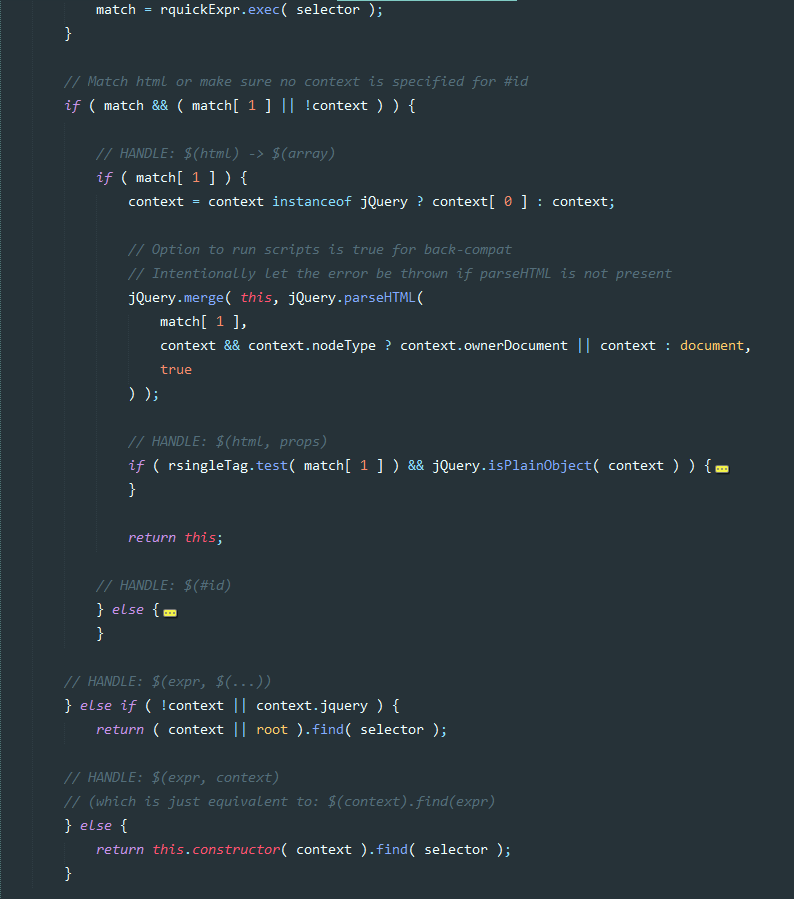 match = rquickExpr.exec( selector );
}
// Match html or make sure no context is specified for #id
if ( match && ( match[ 1 ] || !context ) ) {
// HANDLE: $(html) -> $(array)
if ( match[ 1 ] ) {
context = context instanceof jQuery ? context[ 0 ] : context;
// Option to run scripts is true for back-compat
// Intentionally let the error be thrown if parseHTML is not present
jQuery.merge( this, jQuery.parseHTML(
match[ 1 ],
context && context.nodeType ? context.ownerDocument || context : document,
true
) );
// HANDLE: $(html, props)
if ( rsingleTag.test( match[ 1 ] ) && jQuery.isPlainObject( context ) ) {
}
return this;
// HANDLE: $(#id)
} else {
}
// HANDLE: $(expr, $(...))
} else if ( !context || context.jquery ) {
return ( context || root ).find( selector );
// HANDLE: $(expr, context)
// (which is just equivalent to: $(context).find(expr)
} else {
return this.constructor( context ).find( selector );
}